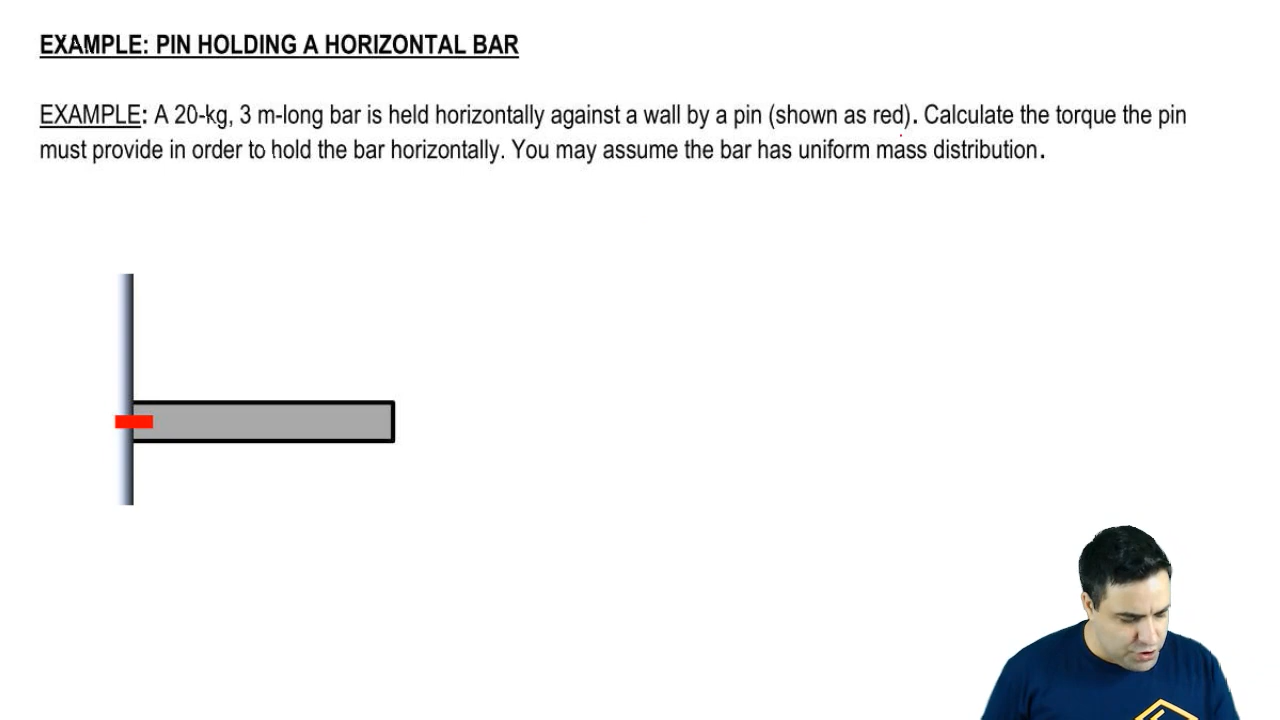 EXAMPLE: PIN HOLDING A HORIZONTAL BAR
EXAMPLE: A 20-kg, 3 m-long bar is held horizontally against a wall by a pin (shown as red). Calculate the torque the pin
must provide in order to hold the bar horizontally. You may assume the bar has uniform mass distribution.